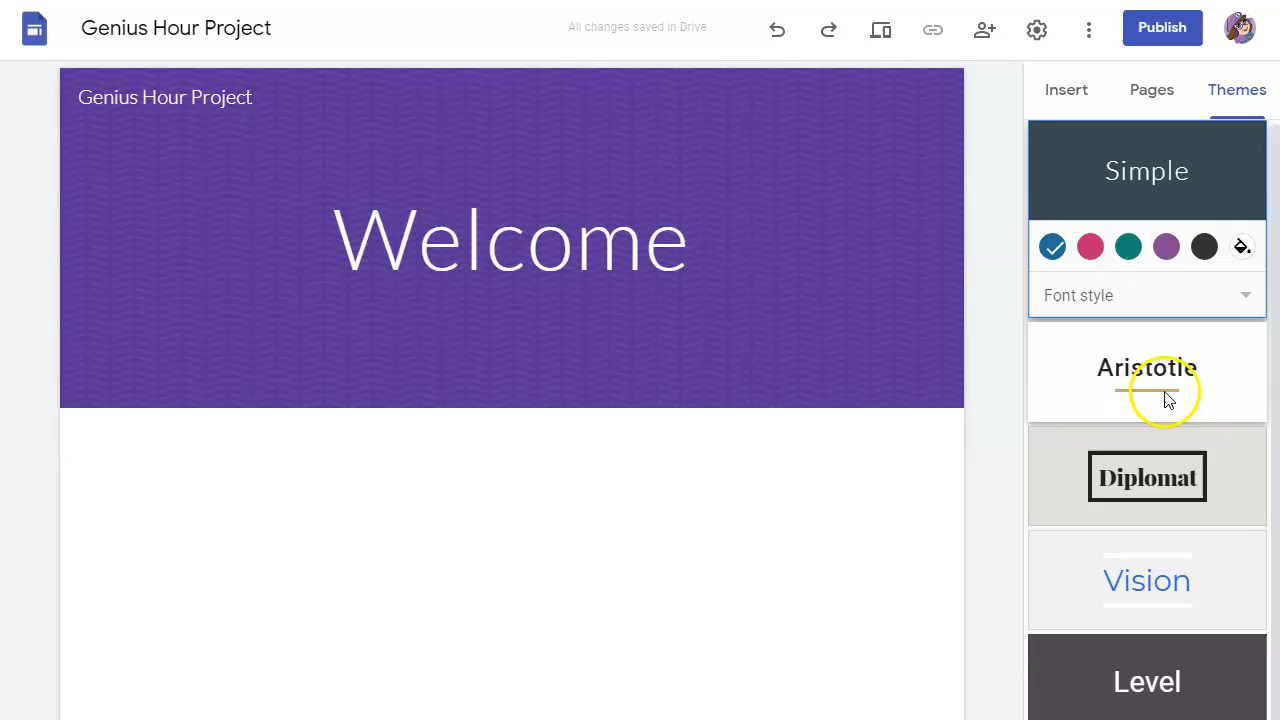 Genius Hour Project
All changes saved in Drive
Publish
Genius Hour Project
Welcome
Insert
Pages
Themes
Simple
Font style
Aristotle
Diplomat
Vision
Level